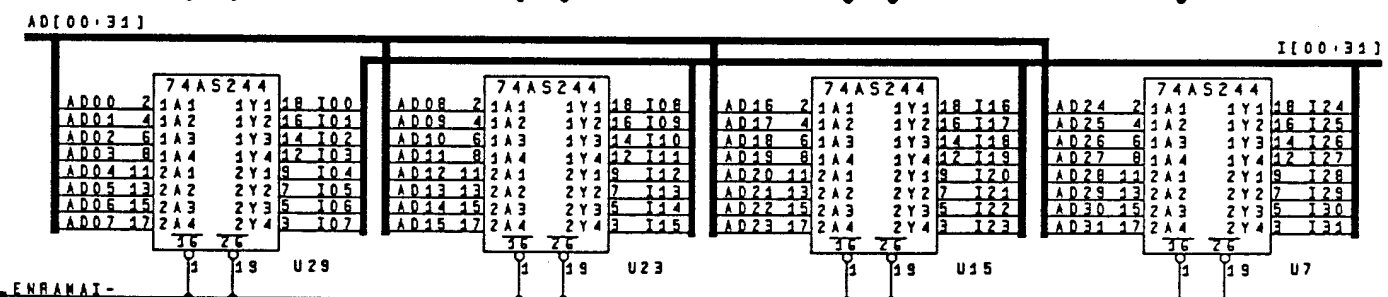 AD[00:31]
I[00:31]
74AS244 74AS244 74AS244 74AS244
AD00 2 1A1 1Y1 18 I00 AD08 2 1A1 1Y1 18 I08 AD16 2 1A1 1Y1 18 I16 AD24 2 1A1 1Y1 18 I24
AD01 4 1A2 1Y2 16 I01 AD09 4 1A2 1Y2 16 I09 AD17 4 1A2 1Y2 16 I17 AD25 4 1A2 1Y2 16 I25
AD02 6 1A3 1Y3 14 I02 AD10 6 1A3 1Y3 14 I10 AD18 6 1A3 1Y3 14 I18 AD26 6 1A3 1Y3 14 I26
AD03 8 1A4 1Y4 12 I03 AD11 8 1A4 1Y4 12 I11 AD19 8 1A4 1Y4 12 I19 AD27 8 1A4 1Y4 12 I27
AD04 11 2A1 2Y1 9 I04 AD12 11 2A1 2Y1 9 I12 AD20 11 2A1 2Y1 9 I20 AD28 11 2A1 2Y1 9 I28
AD05 13 2A2 2Y2 7 I05 AD13 13 2A2 2Y2 7 I13 AD21 13 2A2 2Y2 7 I21 AD29 13 2A2 2Y2 7 I29
AD06 15 2A3 2Y3 5 I06 AD14 15 2A3 2Y3 5 I14 AD22 15 2A3 2Y3 5 I22 AD30 15 2A3 2Y3 5 I30
AD07 17 2A4 2Y4 3 I07 AD15 17 2A4 2Y4 3 I15 AD23 17 2A4 2Y4 3 I23 AD31 17 2A4 2Y4 3 I31
1G 2G 1G 2G 1G 2G 1G 2G
1 19 U29 1 19 U23 1 19 U15 1 19 U7